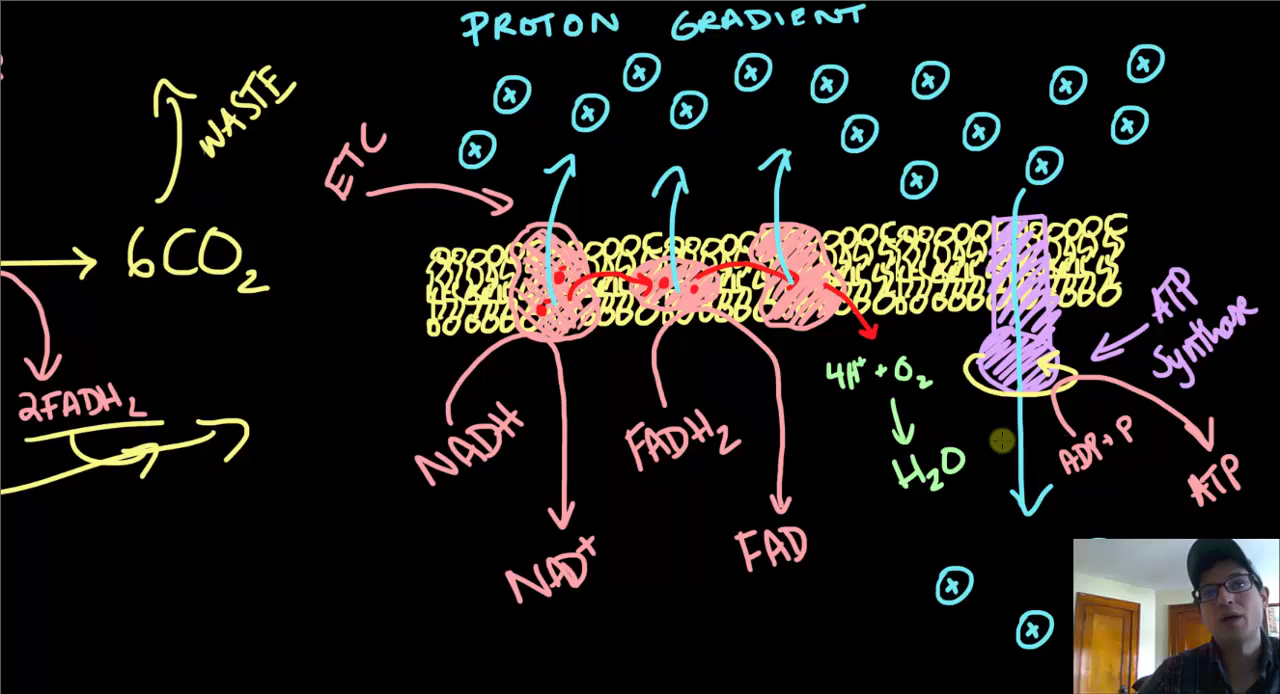 PROTON GRADIENT
WASTE
ETC
6CO2
2FADH2
ATP
Synthase
4H+ + O2
H2O
NADH
FADH2
ADP+P
ATP
NAD+
FAD